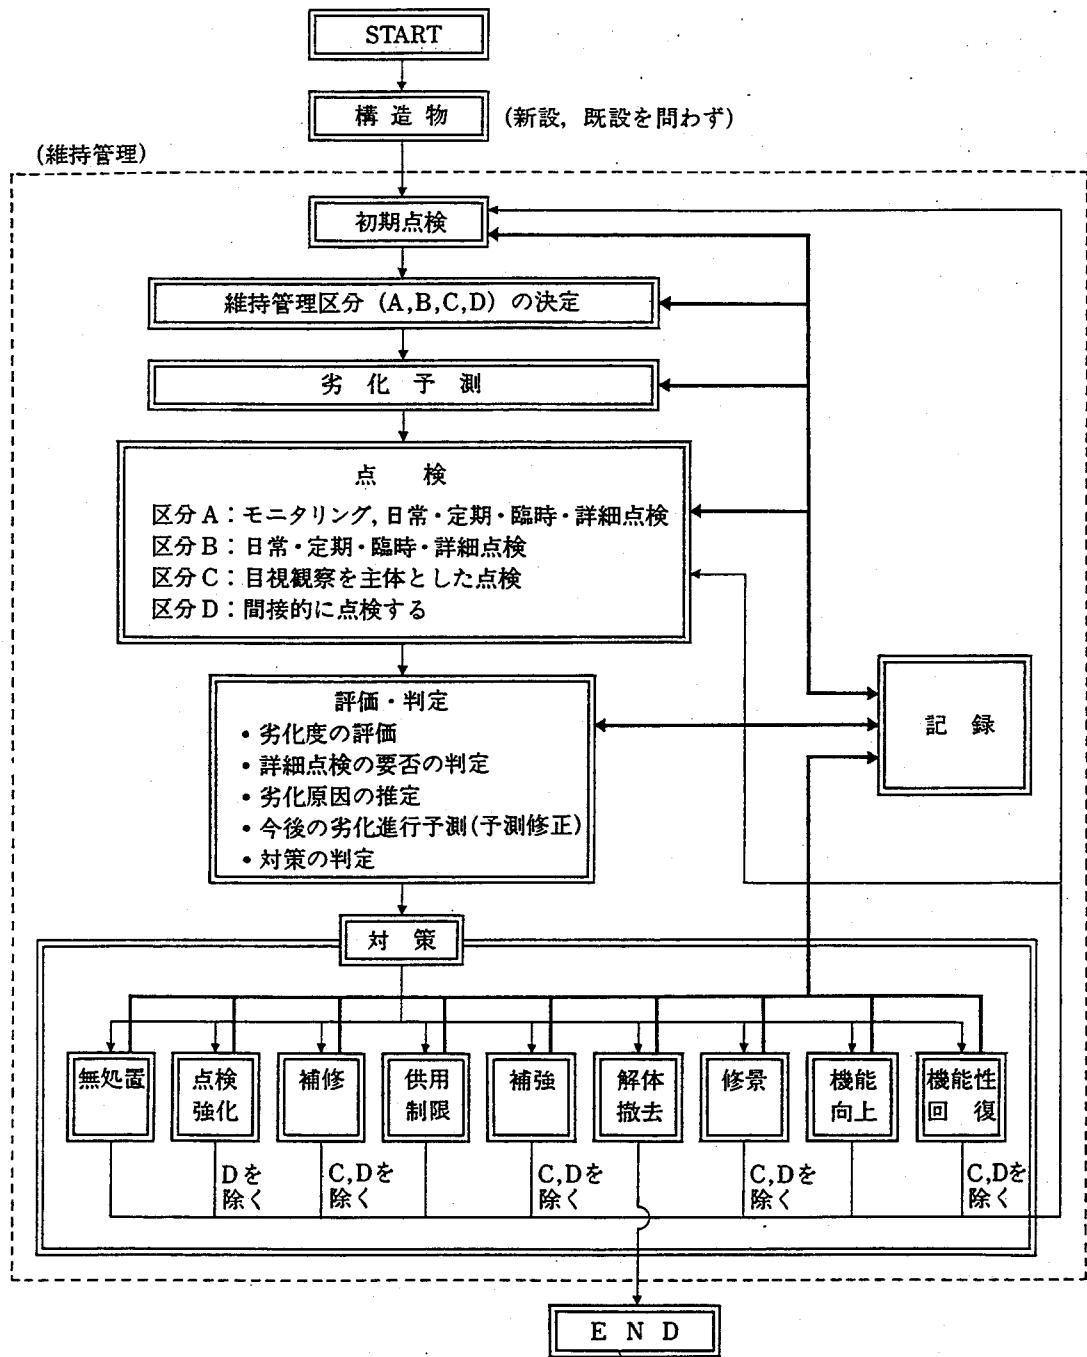 START
構造物 (新設, 既設を問わず)
(維持管理)
初期点検
維持管理区分 (A,B,C,D) の決定
劣化予測
点検
区分A:モニタリング, 日常・定期・臨時・詳細点検
区分B:日常・定期・臨時・詳細点検
区分C:目視観察を主体とした点検
区分D:間接的に点検する
評価・判定
・劣化度の評価
・詳細点検の要否の判定
・劣化原因の推定
・今後の劣化進行予測(予測修正)
・対策の判定
記録
対策
無処置
点検
強化
補修
供用
制限
補強
解体
撤去
修景
機能
向上
機能性
回復
Dを
除く
C,Dを
除く
C,Dを
除く
C,Dを
除く
C,Dを
除く
END